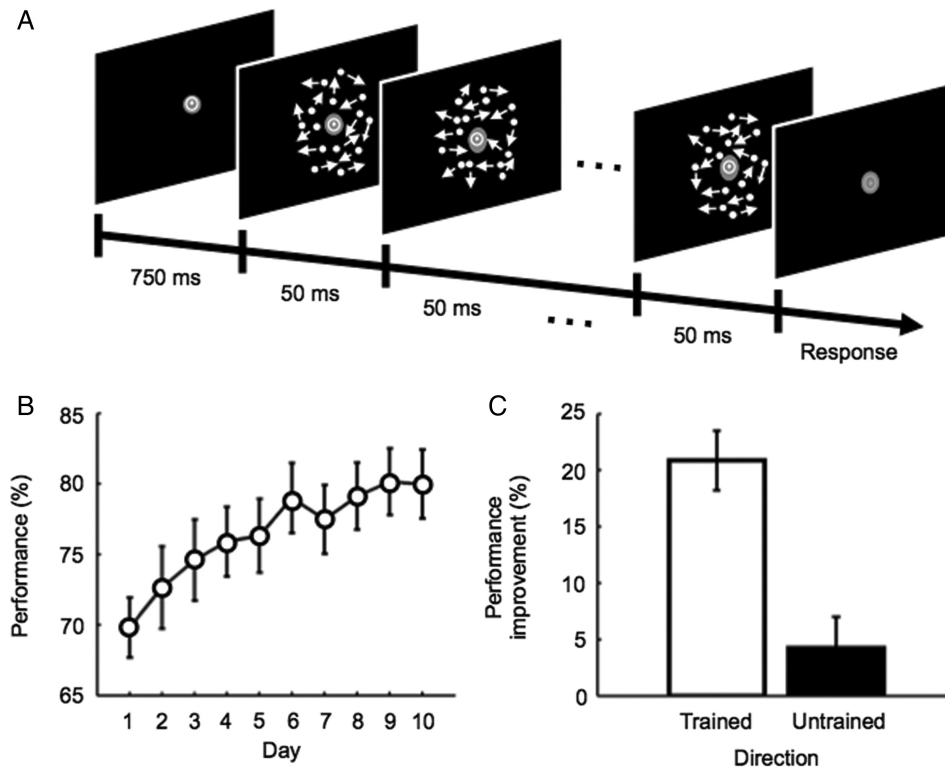 A
750 ms
50 ms
50 ms
50 ms
Response
B
Performance (%)
85
80
75
70
65
1 2 3 4 5 6 7 8 9 10
Day
C
Performance
improvement (%)
25
20
15
10
5
0
Trained Untrained
Direction